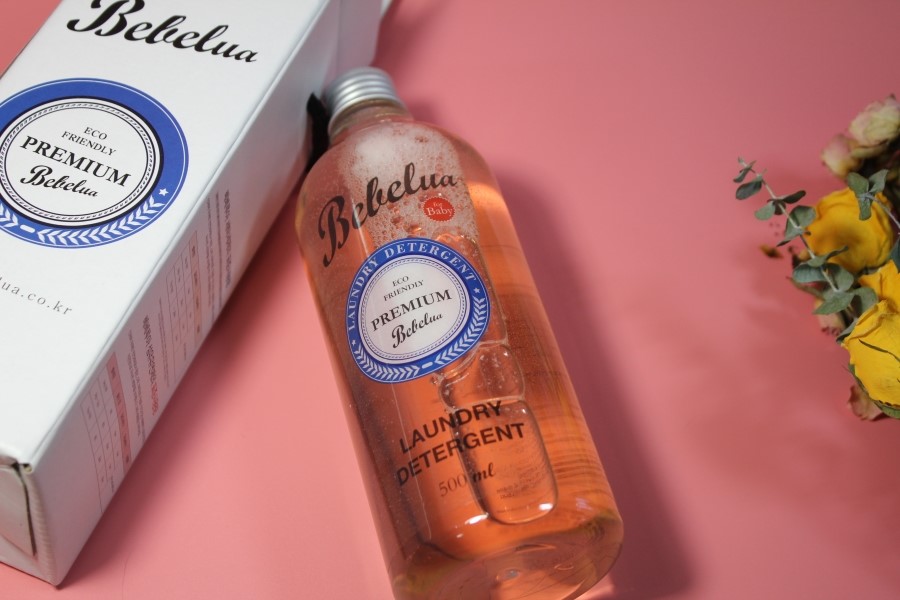 Bebelua
ECO
FRIENDLY
PREMIUM
Bebelua
ua.co.kr
Bebelua
for
Baby
LAUNDRY DETERGENT
ECO
FRIENDLY
PREMIUM
Bebelua
LAUNDRY
DETERGENT
500 ml